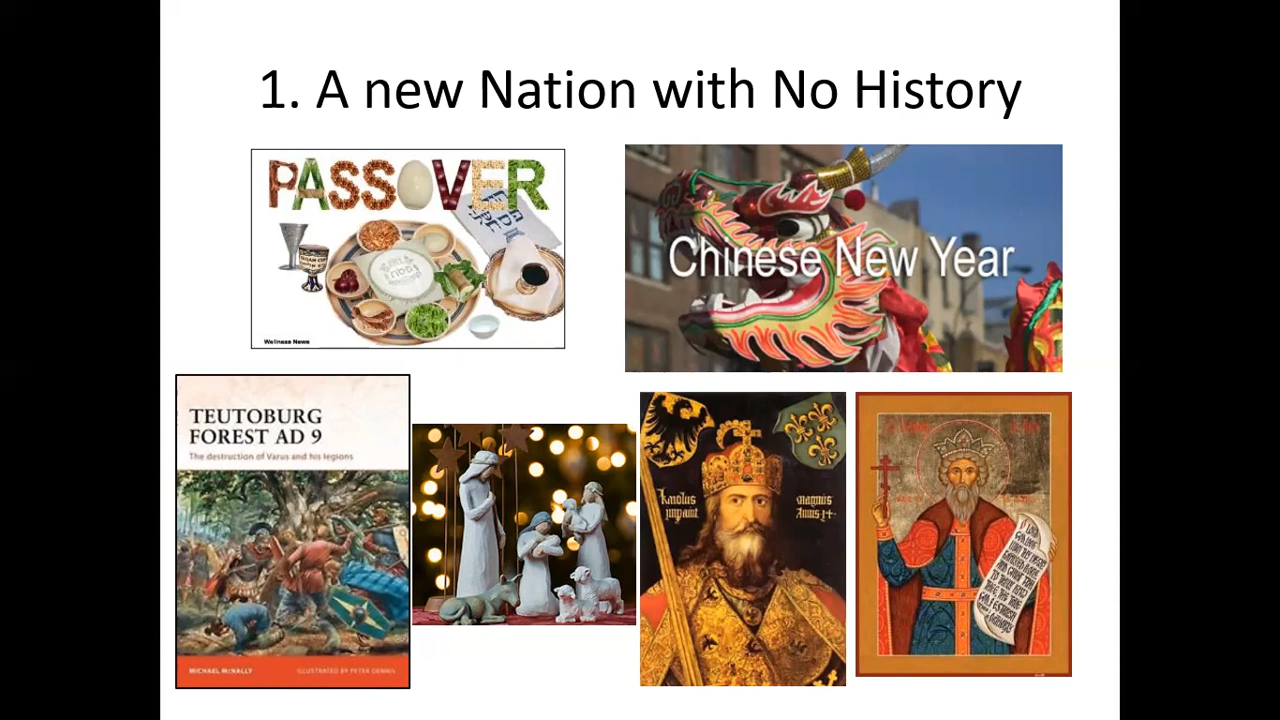 1. A new Nation with No History
PASSOVER
Wellness News
Chinese New Year
TEUTOBURG
FOREST AD 9
The destruction of Varus and his legions
MICHAEL McNALLY
ILLUSTRATED BY PETER DENNIS
karolus
magnus